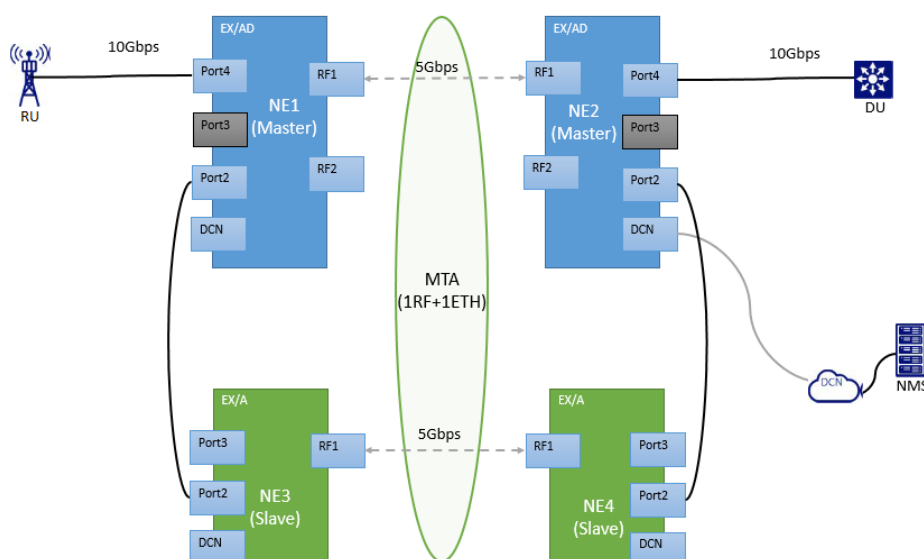 EX/AD
EX/AD
10Gbps
5Gbps
10Gbps
RU
Port4
RF1
RF1
Port4
DU
NE1
(Master)
NE2
(Master)
Port3
Port3
Port2
RF2
RF2
Port2
DCN
DCN
MTA
(1RF+1ETH)
DCN
NMS
EX/A
EX/A
5Gbps
Port3
RF1
RF1
Port3
Port2
NE3
(Slave)
NE4
(Slave)
Port2
DCN
DCN